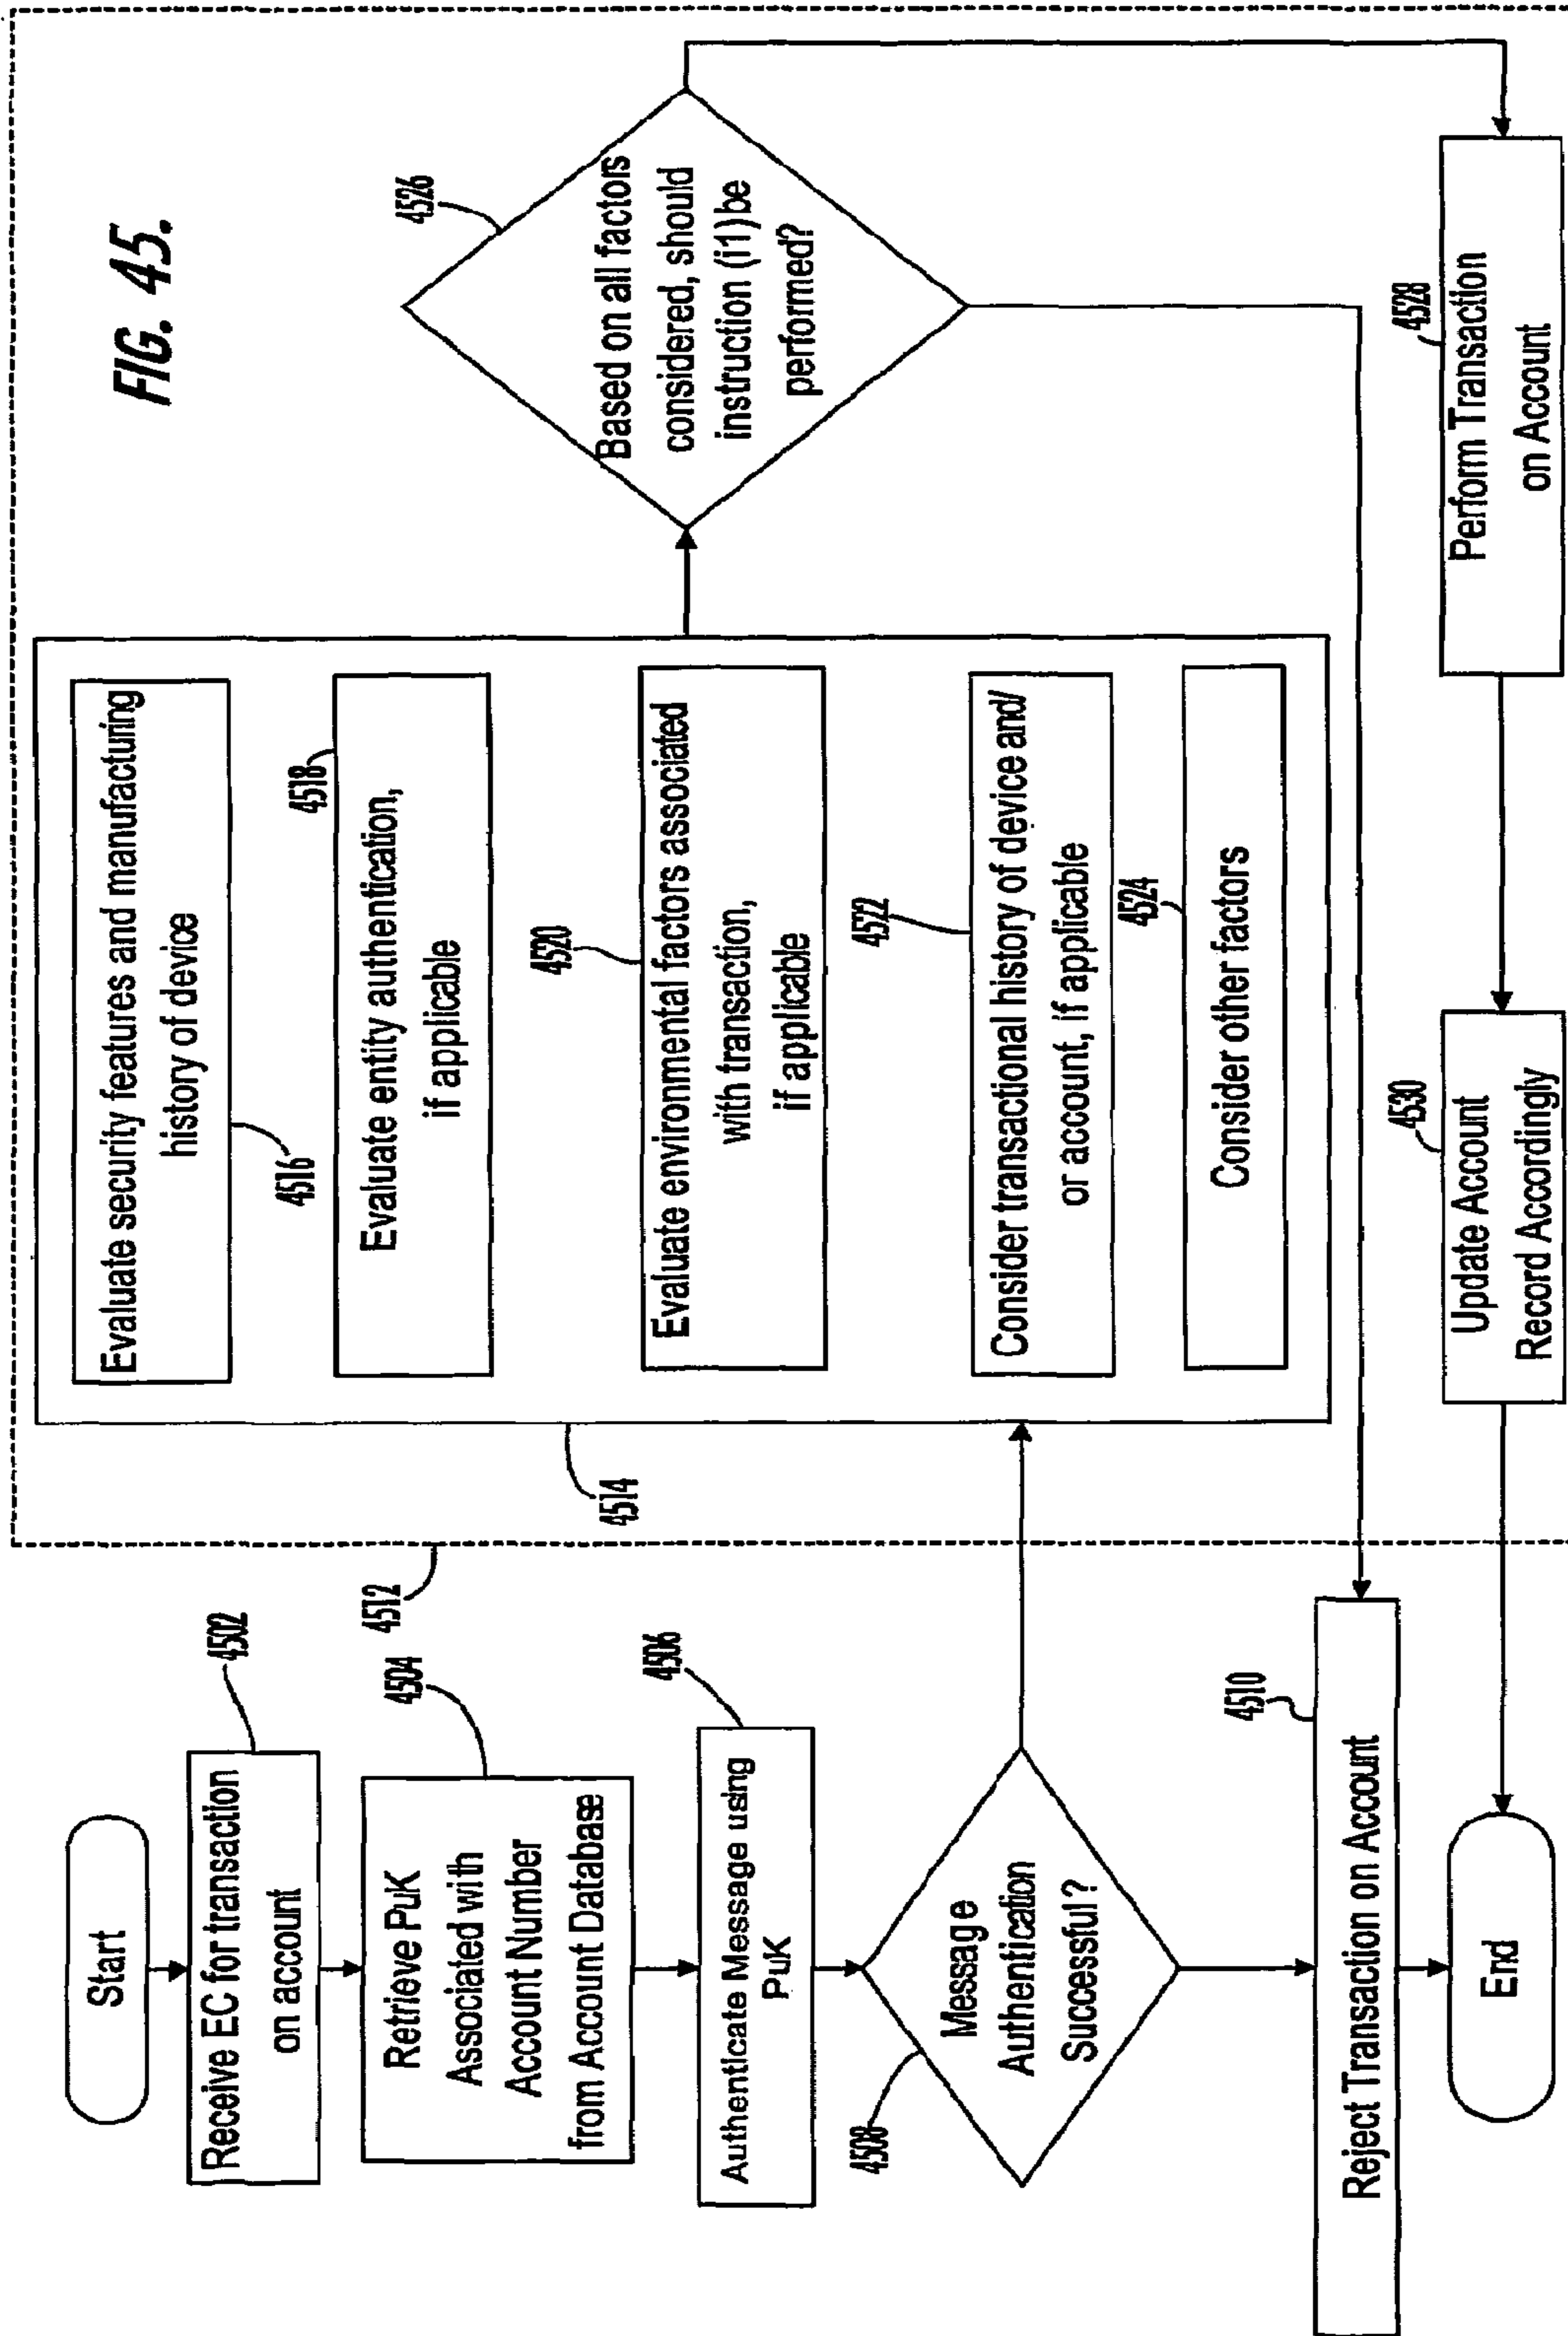 FIG. 45.
Start
4502
Receive EC for transaction
on account
4504
Retrieve PuK
Associated with
Account Number
from Account Database
4506
Authenticate Message using
PuK
4508
Message
Authentication
Successful?
4510
Reject Transaction on Account
End
4512
4514
Evaluate security features and manufacturing
history of device
4516
4518
Evaluate entity authentication,
if applicable
4520
Evaluate environmental factors associated
with transaction,
if applicable
4522
Consider transactional history of device and/
or account, if applicable
4524
Consider other factors
4526
Based on all factors
considered, should
instruction (i1)be
performed?
4528
Perform Transaction
on Account
4530
Update Account
Record Accordingly